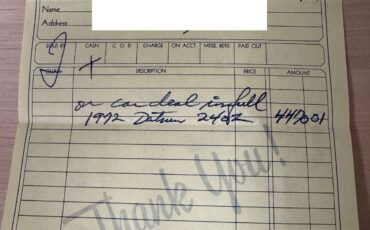 Name
Address
SOLD BY CASH C. O. D. CHARGE ON ACCT. MDSE. RETD. PAID OUT
X
DESCRIPTION PRICE AMOUNT
on car deal in full
1972 Datsun 240Z
Thank You!